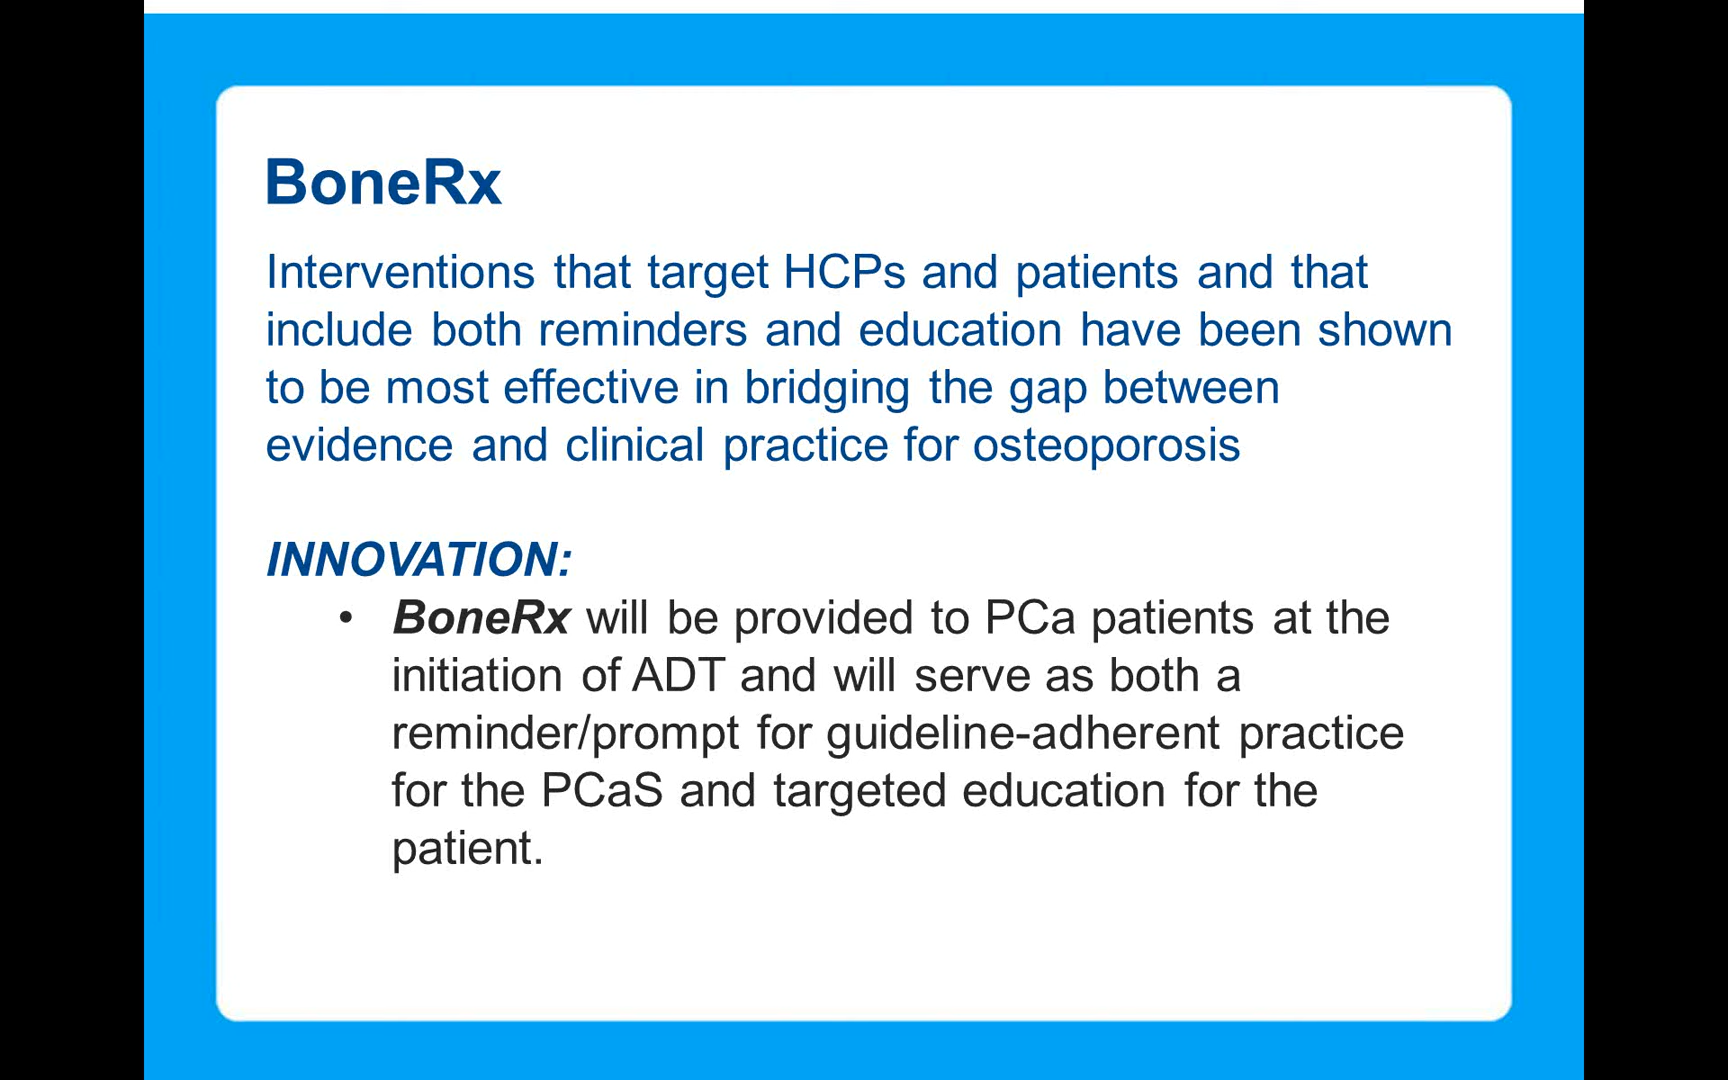 BoneRx
Interventions that target HCPs and patients and that
include both reminders and education have been shown
to be most effective in bridging the gap between
evidence and clinical practice for osteoporosis
INNOVATION:
• BoneRx will be provided to PCa patients at the
initiation of ADT and will serve as both a
reminder/prompt for guideline-adherent practice
for the PCaS and targeted education for the
patient.